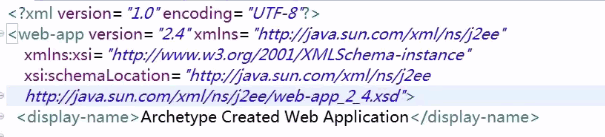 <?xml version="1.0" encoding="UTF-8"?>
<web-app version="2.4" xmlns="http://java.sun.com/xml/ns/j2ee"
xmlns:xsi="http://www.w3.org/2001/XMLSchema-instance"
xsi:schemaLocation="http://java.sun.com/xml/ns/j2ee
http://java.sun.com/xml/ns/j2ee/web-app_2_4.xsd">
<display-name>Archetype Created Web Application</display-name>